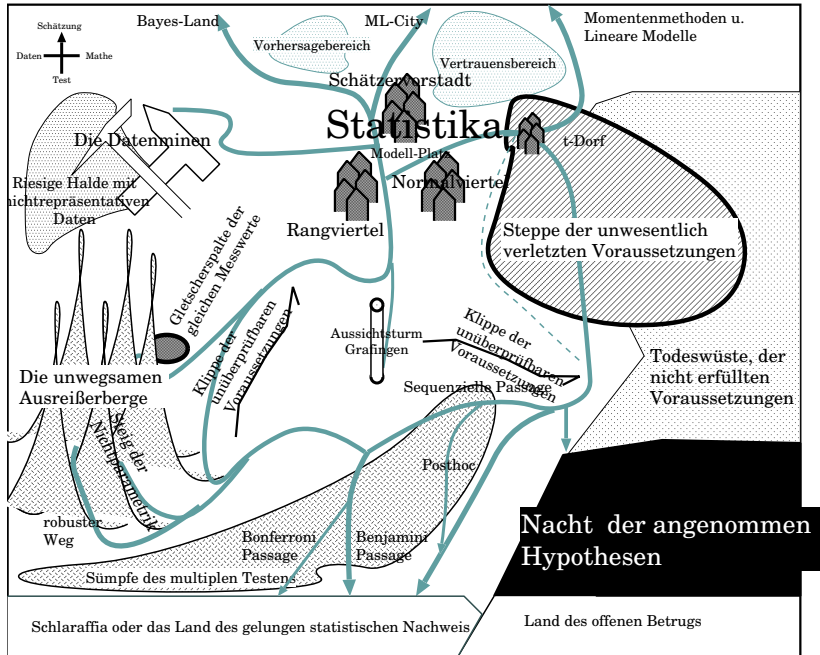 Bayes-Land
ML-City
Momentenmethoden u.
Lineare Modelle
Schätzung
Daten
Mathe
Test
Vorhersagebereich
Vertrauensbereich
Schätzervorstadt
Statistika
Die Datenminen
t-Dorf
Modell-Platz
Normalviertel
Riesige Halde mit
nichtrepräsentativen
Daten
Rangviertel
Steppe der unwesentlich
verletzten Voraussetzungen
Gletscherspalte der
gleichen Messwerte
Klippe der
unüberprüfbaren
Voraussetzungen
Aussichtsturm
Grafingen
Klippe der
unüberprüfbaren
Voraussetzungen
Die unwegsamen
Ausreißerberge
Sequenzielle Passage
Todeswüste, der
nicht erfüllten
Voraussetzungen
Steig der
Nichtparametrik
Posthoc
robuster
Weg
Bonferroni
Passage
Benjamini
Passage
Nacht der angenommen
Hypothesen
Sümpfe des multiplen Testens
Schlaraffia oder das Land des gelungen statistischen Nachweis
Land des offenen Betrugs